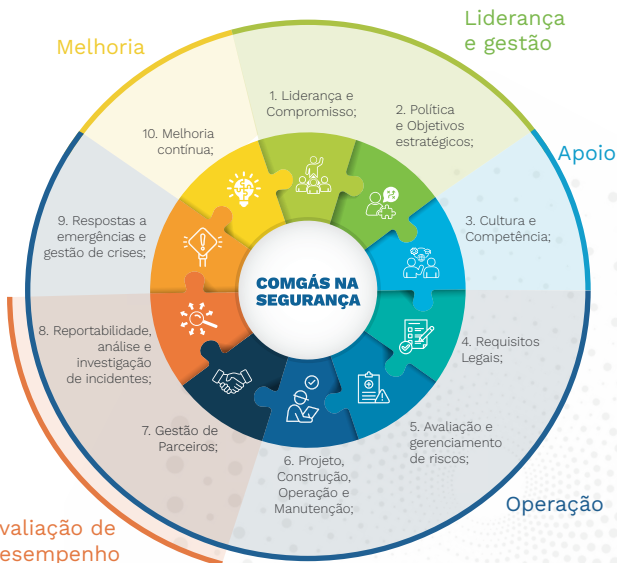 Liderança
e gestão
Melhoria
1. Liderança e
Compromisso;
2. Política
e Objetivos
estratégicos;
10. Melhoria
contínua;
Apoio
3. Cultura e
Competência;
9. Respostas a
emergências e
gestão de crises;
COMGÁS NA
SEGURANÇA
8. Reportabilidade,
análise e
investigação
de incidentes;
4. Requisitos
Legais;
7. Gestão de
Parceiros;
5. Avaliação e
gerenciamento
de riscos;
6. Projeto,
Construção,
Operação e
Manutenção;
Operação
valiação de
esempenho